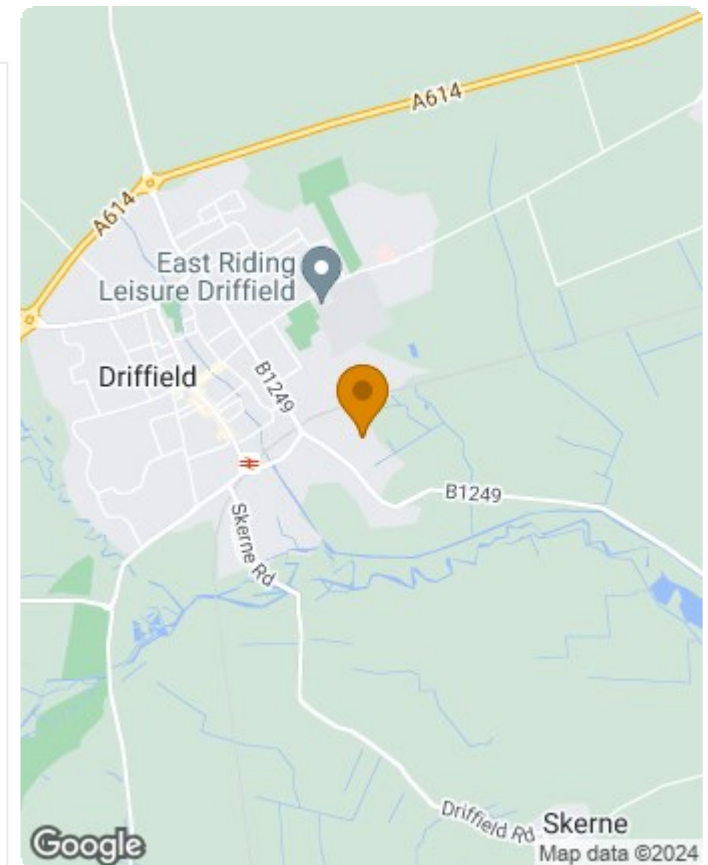 A614
A614
East Riding
Leisure Driffield
Driffield
B1249
B1249
Skerne Rd
Driffield Rd
Skerne
Google
Map data ©2024